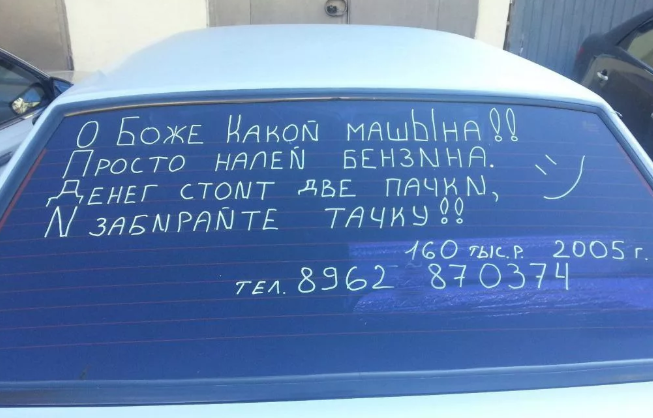 О Боже Какой машЫна!!
Просто налей бензина.
Денег стоит две пачки,
И забирайте тачку!!
160 тыс.р. 2005 г.
тел. 8962 870374